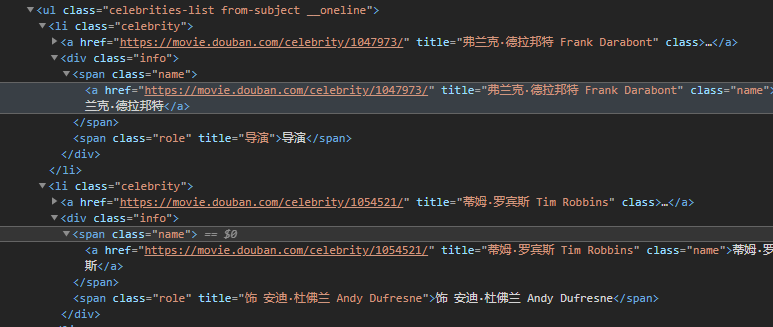 ▼<ul class="celebrities-list from-subject __oneline">
▼<li class="celebrity">
▶<a href="https://movie.douban.com/celebrity/1047973/" title="弗兰克·德拉邦特 Frank Darabont" class>…</a>
▼<div class="info">
▼<span class="name">
<a href="https://movie.douban.com/celebrity/1047973/" title="弗兰克·德拉邦特 Frank Darabont" class="name">
兰克·德拉邦特</a>
</span>
<span class="role" title="导演">导演</span>
</div>
</li>
▼<li class="celebrity">
▶<a href="https://movie.douban.com/celebrity/1054521/" title="蒂姆·罗宾斯 Tim Robbins" class>…</a>
▼<div class="info">
▼<span class="name"> == $0
<a href="https://movie.douban.com/celebrity/1054521/" title="蒂姆·罗宾斯 Tim Robbins" class="name">蒂姆·罗
斯</a>
</span>
<span class="role" title="饰 安迪·杜佛兰 Andy Dufresne">饰 安迪·杜佛兰 Andy Dufresne</span>
</div>